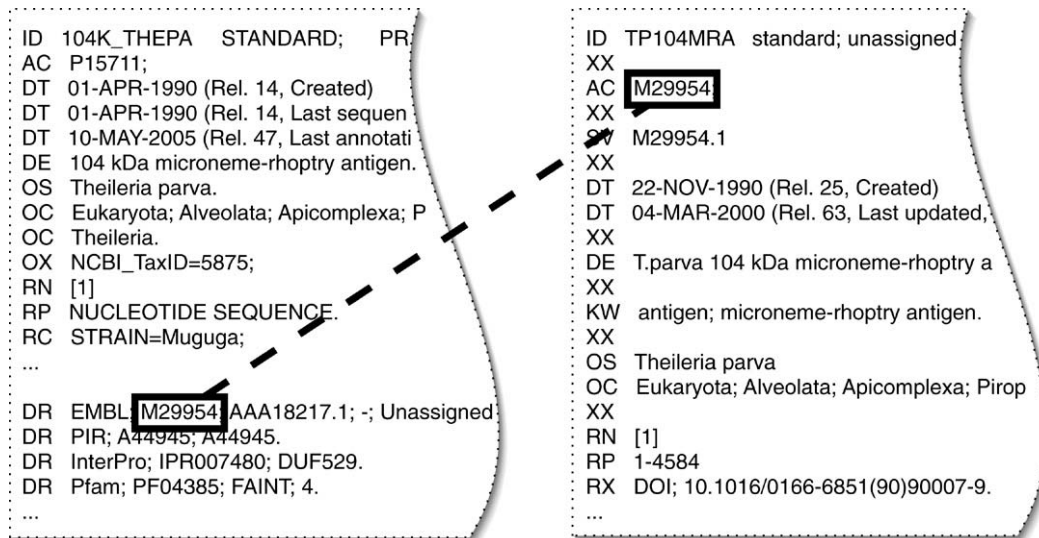 ID 104K_THEPA STANDARD; PR
AC P15711;
DT 01-APR-1990 (Rel. 14, Created)
DT 01-APR-1990 (Rel. 14, Last sequen
DT 10-MAY-2005 (Rel. 47, Last annotati
DE 104 kDa microneme-rhoptry antigen.
OS Theileria parva.
OC Eukaryota; Alveolata; Apicomplexa; P
OC Theileria.
OX NCBI_TaxID=5875;
RN [1]
RP NUCLEOTIDE SEQUENCE.
RC STRAIN=Muguga;
...
DR EMBL; M29954; AAA18217.1; -; Unassigned
DR PIR; A44945; A44945.
DR InterPro; IPR007480; DUF529.
DR Pfam; PF04385; FAINT; 4.
...
ID TP104MRA standard; unassigned
XX
AC M29954;
XX
SV M29954.1
XX
DT 22-NOV-1990 (Rel. 25, Created)
DT 04-MAR-2000 (Rel. 63, Last updated,
XX
DE T.parva 104 kDa microneme-rhoptry a
XX
KW antigen; microneme-rhoptry antigen.
XX
OS Theileria parva
OC Eukaryota; Alveolata; Apicomplexa; Pirop
XX
RN [1]
RP 1-4584
RX DOI; 10.1016/0166-6851(90)90007-9.
...